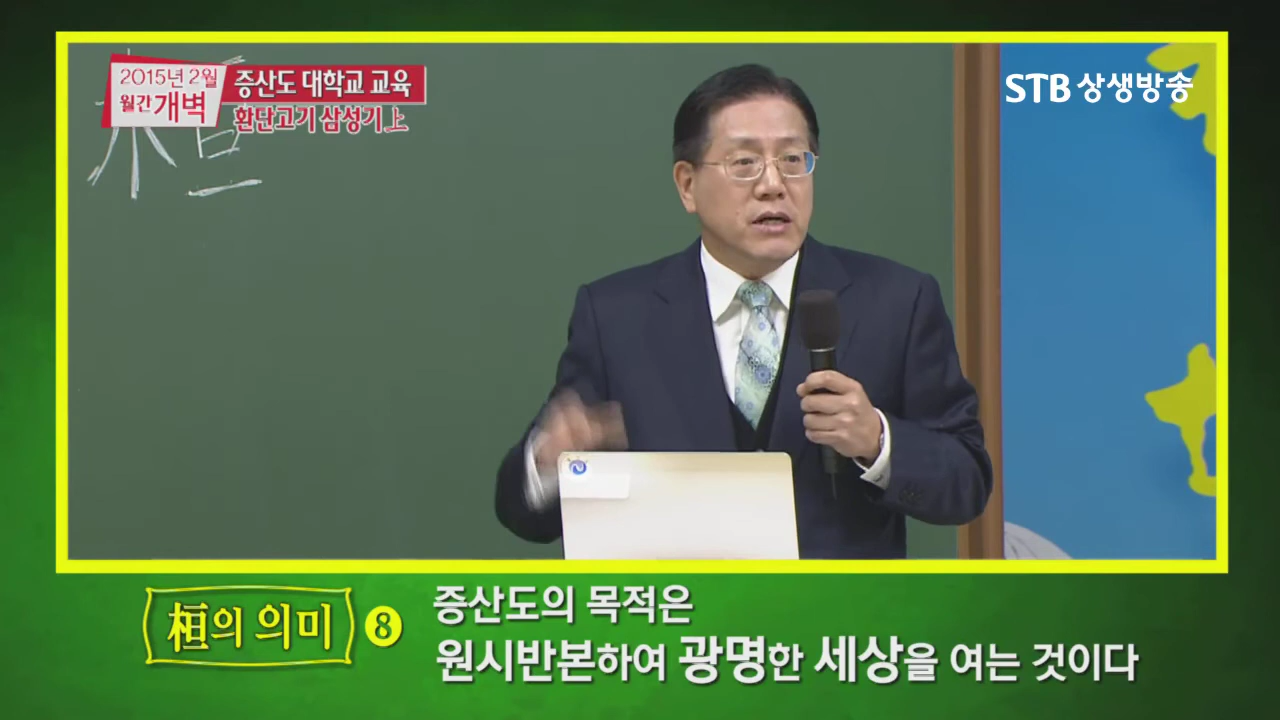 2015년 2월
월간개벽
증산도 대학교 교육
환단고기 삼성기上
STB 상생방송
桓의 의미 8
증산도의 목적은
원시반본하여 광명한 세상을 여는 것이다